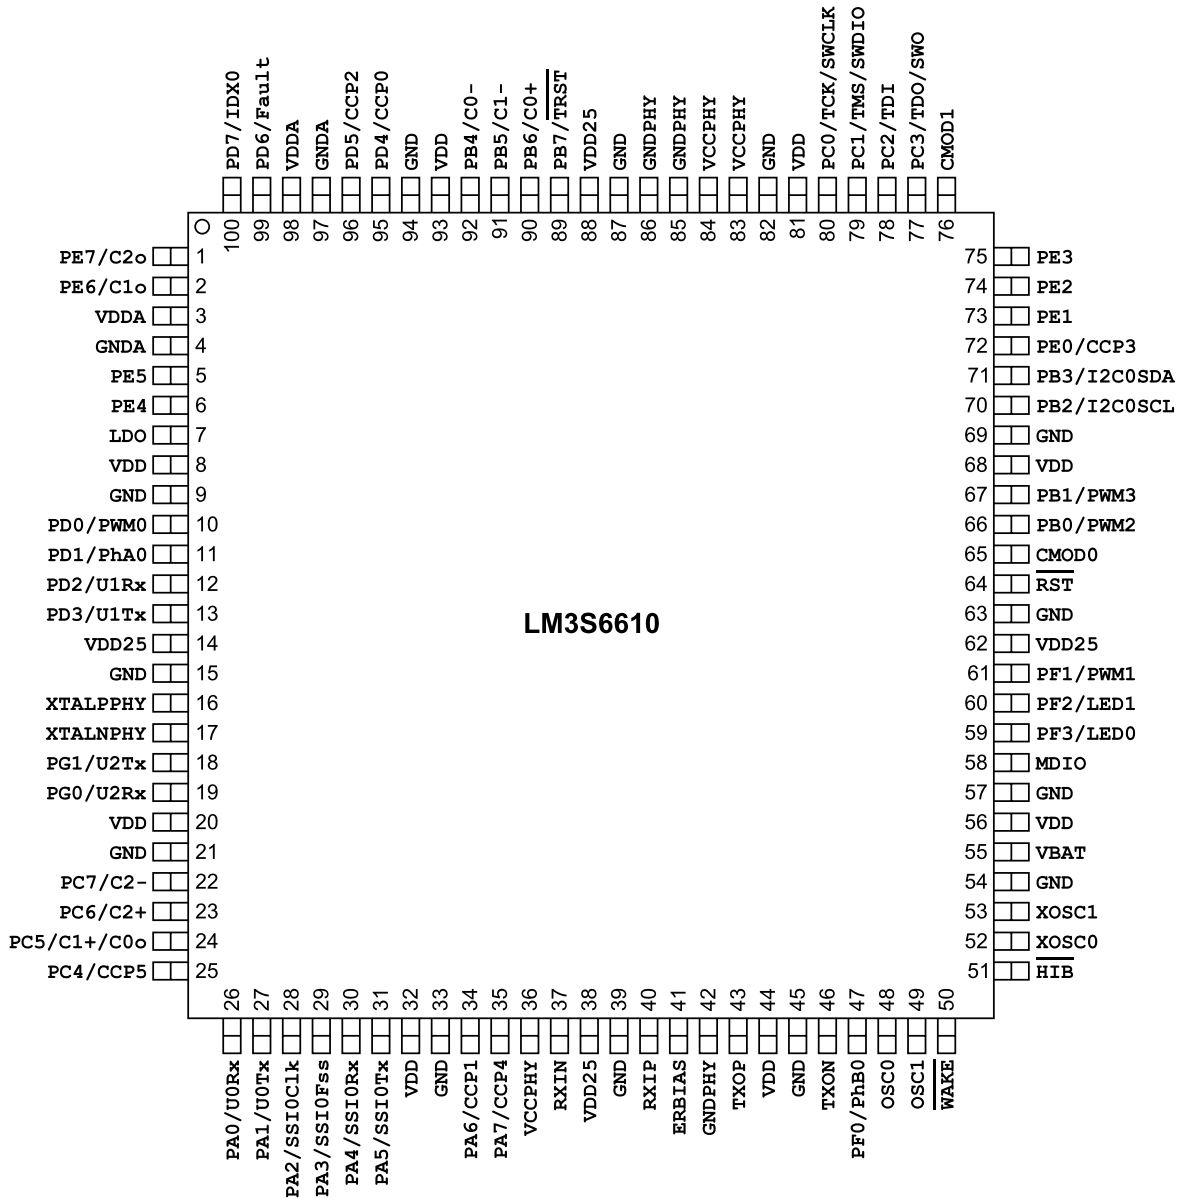 PD7/IDX0
PD6/Fault
VDDA
GNDA
PD5/CCP2
PD4/CCP0
GND
VDD
PB4/C0-
PB5/C1-
PB6/C0+
PB7/TRST
VDD25
GND
GNDPHY
GNDPHY
VCCPHY
VCCPHY
GND
VDD
PC0/TCK/SWCLK
PC1/TMS/SWDIO
PC2/TDI
PC3/TDO/SWO
CMOD1
100 99 98 97 96 95 94 93 92 91 90 89 88 87 86 85 84 83 82 81 80 79 78 77 76
PE7/C2o 1 75 PE3
PE6/C1o 2 74 PE2
VDDA 3 73 PE1
GNDA 4 72 PE0/CCP3
PE5 5 71 PB3/I2C0SDA
PE4 6 70 PB2/I2C0SCL
LDO 7 69 GND
VDD 8 68 VDD
GND 9 67 PB1/PWM3
PD0/PWM0 10 66 PB0/PWM2
PD1/PhA0 11 65 CMOD0
PD2/U1Rx 12 64 RST
PD3/U1Tx 13 63 GND
LM3S6610
VDD25 14 62 VDD25
GND 15 61 PF1/PWM1
XTALPPHY 16 60 PF2/LED1
XTALNPHY 17 59 PF3/LED0
PG1/U2Tx 18 58 MDIO
PG0/U2Rx 19 57 GND
VDD 20 56 VDD
GND 21 55 VBAT
PC7/C2- 22 54 GND
PC6/C2+ 23 53 XOSC1
PC5/C1+/C0o 24 52 XOSC0
PC4/CCP5 25 51 HIB
26 27 28 29 30 31 32 33 34 35 36 37 38 39 40 41 42 43 44 45 46 47 48 49 50
PA0/U0Rx
PA1/U0Tx
PA2/SSI0Clk
PA3/SSI0Fss
PA4/SSI0Rx
PA5/SSI0Tx
VDD
GND
PA6/CCP1
PA7/CCP4
VCCPHY
RXIN
VDD25
GND
RXIP
ERBIAS
GNDPHY
TXOP
VDD
GND
TXON
PF0/PhB0
OSC0
OSC1
WAKE